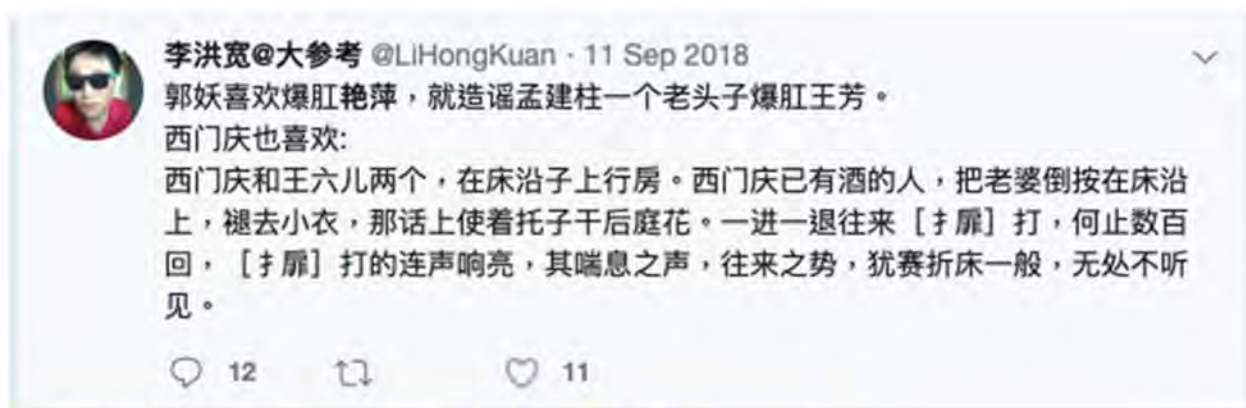 李洪宽@大参考 @LiHongKuan · 11 Sep 2018
郭妖喜欢爆肛艳萍，就造谣孟建柱一个老头子爆肛王芳。
西门庆也喜欢:
西门庆和王六儿两个，在床沿子上行房。西门庆已有酒的人，把老婆倒按在床沿
上，褪去小衣，那话上使着托子干后庭花。一进一退往来［扌扉］打，何止数百
回，［扌扉］打的连声响亮，其喘息之声，往来之势，犹赛折床一般，无处不听
见。
12 11